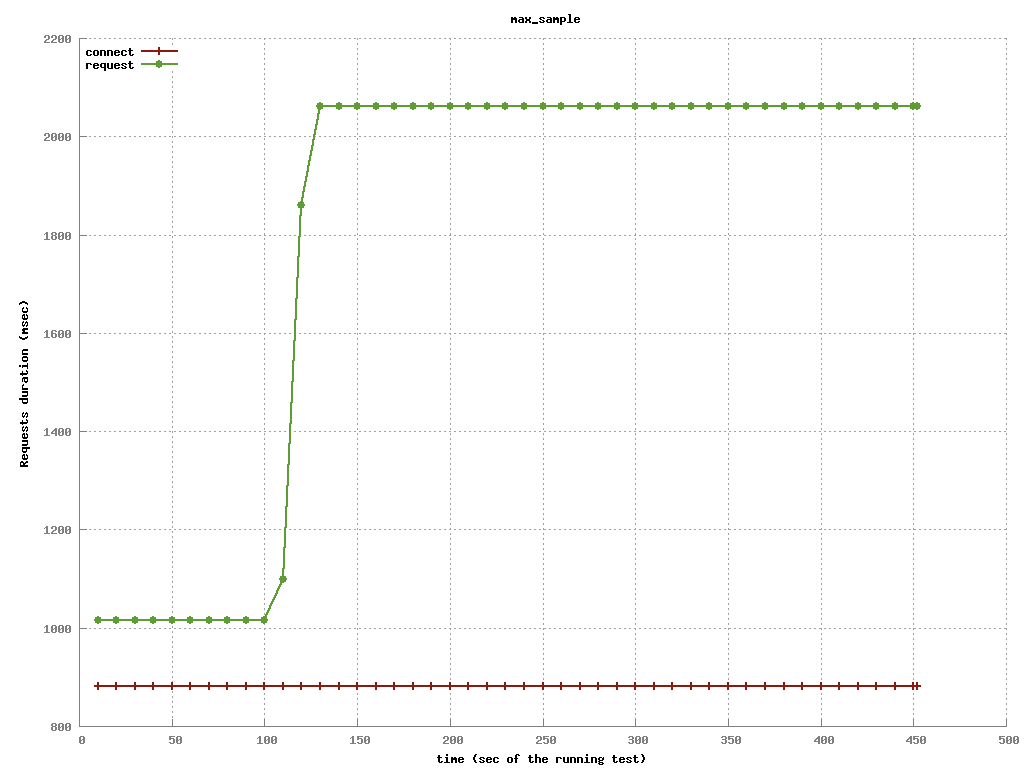 max_sample
2200
2000
1800
1600
1400
1200
1000
800
connect
request
Requests duration (msec)
0 50 100 150 200 250 300 350 400 450 500
time (sec of the running test)